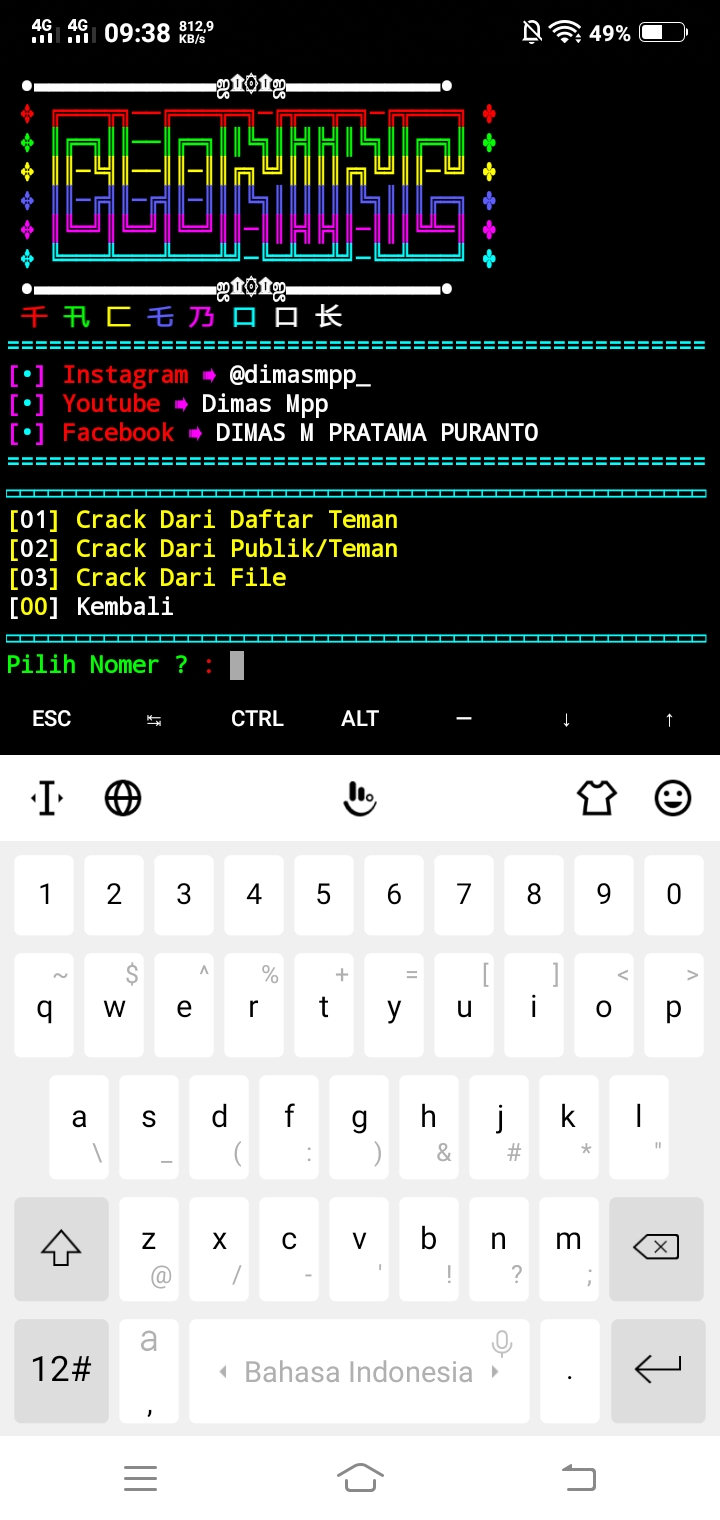 4G 4G 09:38 812,9 KB/s 49%
CLONING
千 卂 匚 乇 乃 口 口 长
[•] Instagram ➠ @dimasmpp_
[•] Youtube ➠ Dimas Mpp
[•] Facebook ➠ DIMAS M PRATAMA PURANTO
[01] Crack Dari Daftar Teman
[02] Crack Dari Publik/Teman
[03] Crack Dari File
[00] Kembali
Pilih Nomer ? :
ESC ↹ CTRL ALT — ↓ ↑
1 2 3 4 5 6 7 8 9 0
~ $ ^ % + = [ ] < >
q w e r t y u i o p
a s d f g h j k l
\ _ ( : ) & # * "
z x c v b n m
@ / - ' ! ? ;
12# a , Bahasa Indonesia .